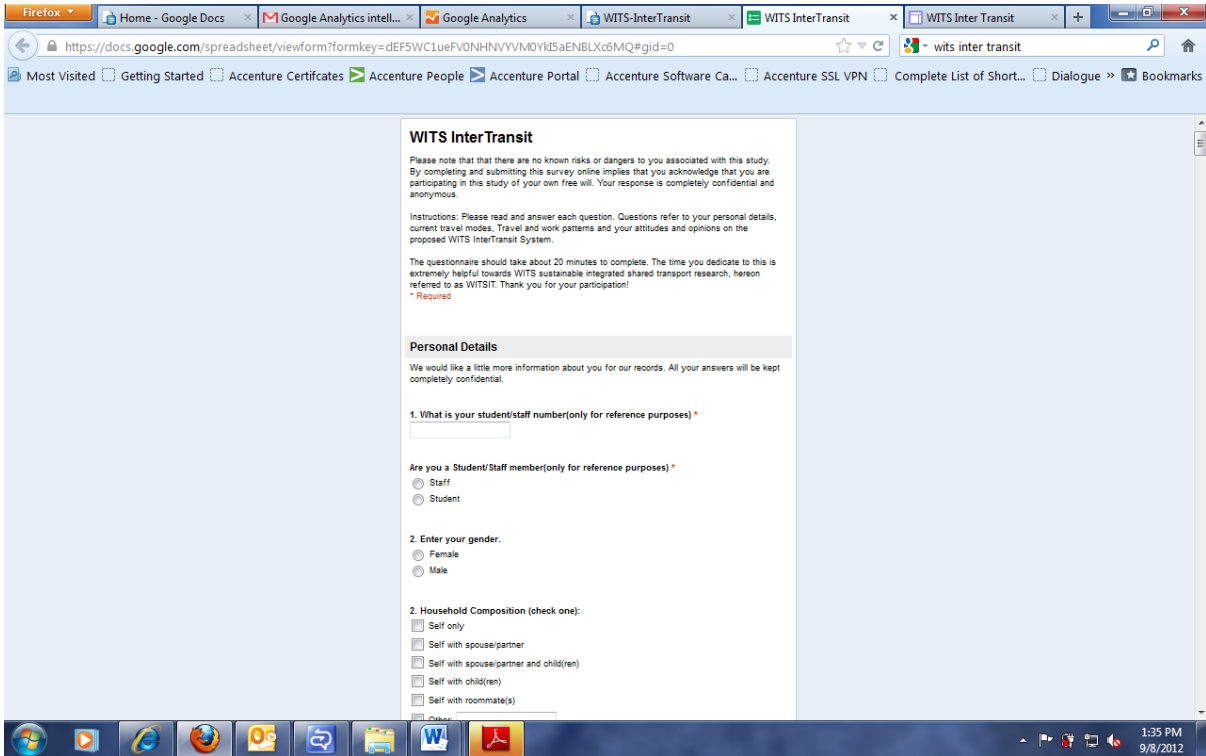 Firefox
Home - Google Docs
Google Analytics intell...
Google Analytics
WITS-InterTransit
WITS InterTransit
WITS Inter Transit
https://docs.google.com/spreadsheet/viewform?formkey=dEF5WC1ueFV0NHNVYVM0YkI5aENBLXc6MQ#gid=0
wits inter transit
Most Visited
Getting Started
Accenture Certifcates
Accenture People
Accenture Portal
Accenture Software Ca...
Accenture SSL VPN
Complete List of Short...
Dialogue
»
Bookmarks
WITS InterTransit
Please note that that there are no known risks or dangers to you associated with this study.
By completing and submitting this survey online implies that you acknowledge that you are
participating in this study of your own free will. Your response is completely confidential and
anonymous.
Instructions: Please read and answer each question. Questions refer to your personal details,
current travel modes, Travel and work patterns and your attitudes and opinions on the
proposed WITS InterTransit System.
The questionnaire should take about 20 minutes to complete. The time you dedicate to this is
extremely helpful towards WITS sustainable integrated shared transport research, hereon
referred to as WITSIT. Thank you for your participation!
* Required
Personal Details
We would like a little more information about you for our records. All your answers will be kept
completely confidential.
1. What is your student/staff number(only for reference purposes) *
Are you a Student/Staff member(only for reference purposes) *
Staff
Student
2. Enter your gender.
Female
Male
2. Household Composition (check one):
Self only
Self with spouse/partner
Self with spouse/partner and child(ren)
Self with child(ren)
Self with roommate(s)
Other:
1:35 PM
9/8/2012